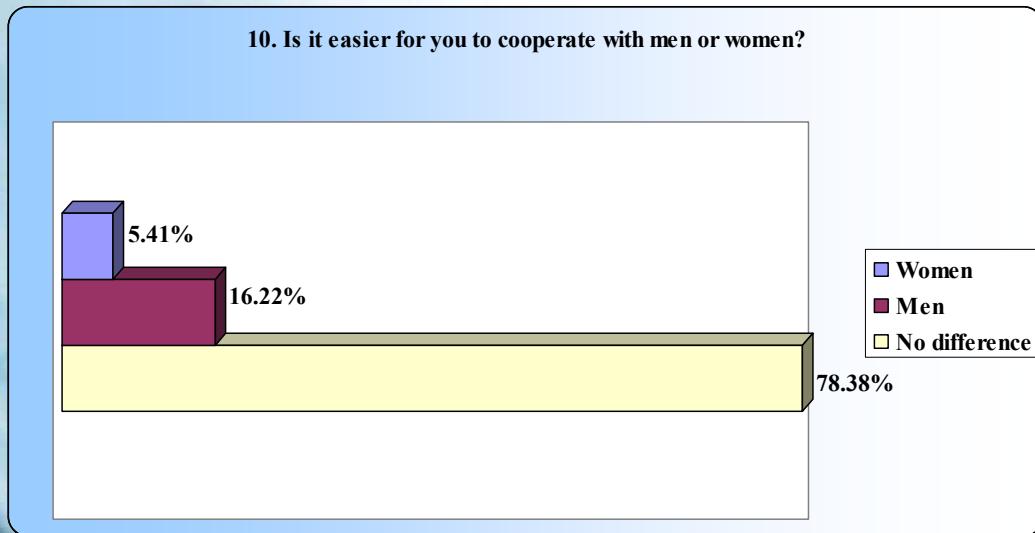 10. Is it easier for you to cooperate with men or women?
5.41%
16.22%
78.38%
Women
Men
No difference